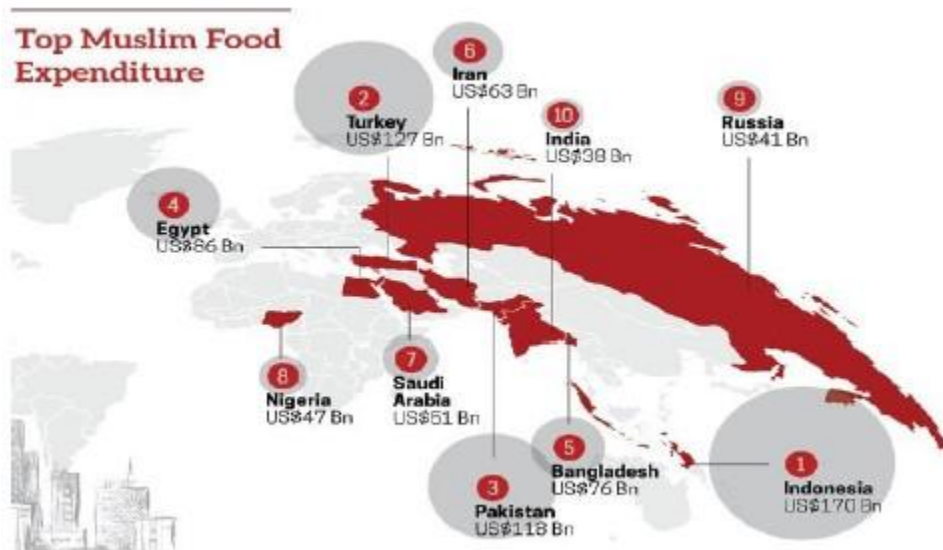 Top Muslim Food
Expenditure
1
Indonesia
US$170 Bn
2
Turkey
US$127 Bn
3
Pakistan
US$118 Bn
4
Egypt
US$86 Bn
5
Bangladesh
US$76 Bn
6
Iran
US$63 Bn
7
Saudi
Arabia
US$51 Bn
8
Nigeria
US$47 Bn
9
Russia
US$41 Bn
10
India
US$38 Bn